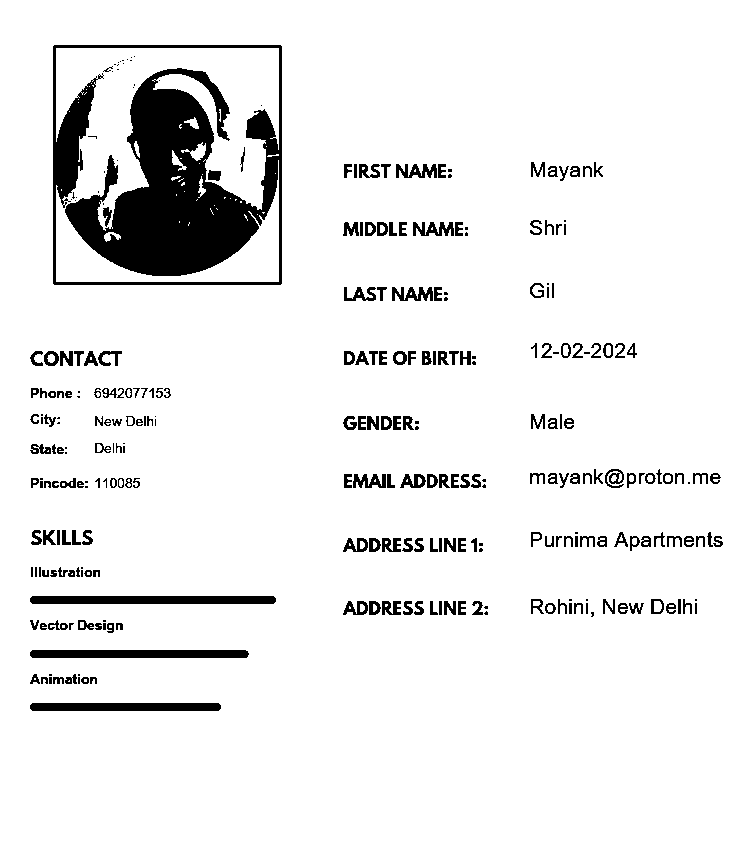 FIRST NAME: Mayank
MIDDLE NAME: Shri
LAST NAME: Gil
DATE OF BIRTH: 12-02-2024
GENDER: Male
EMAIL ADDRESS: mayank@proton.me
ADDRESS LINE 1: Purnima Apartments
ADDRESS LINE 2: Rohini, New Delhi
CONTACT
Phone : 6942077153
City: New Delhi
State: Delhi
Pincode: 110085
SKILLS
Illustration
Vector Design
Animation